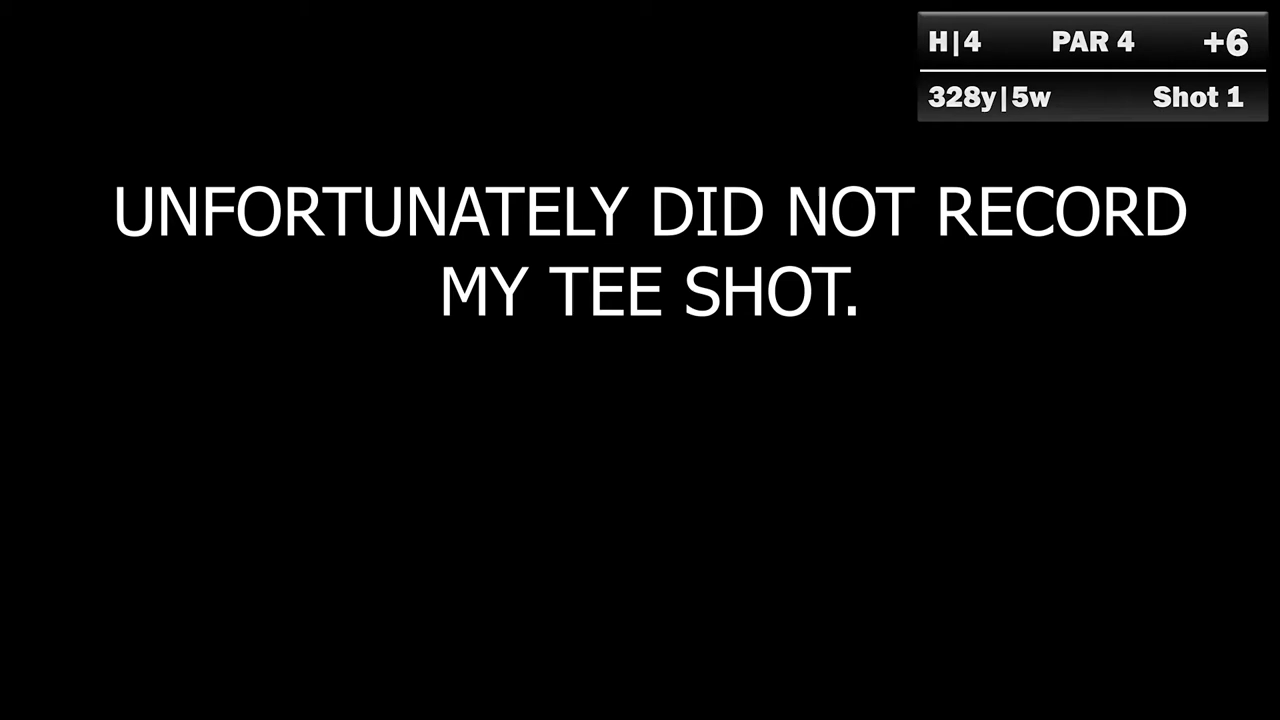 H|4 PAR 4 +6
328y|5w Shot 1
UNFORTUNATELY DID NOT RECORD
MY TEE SHOT.